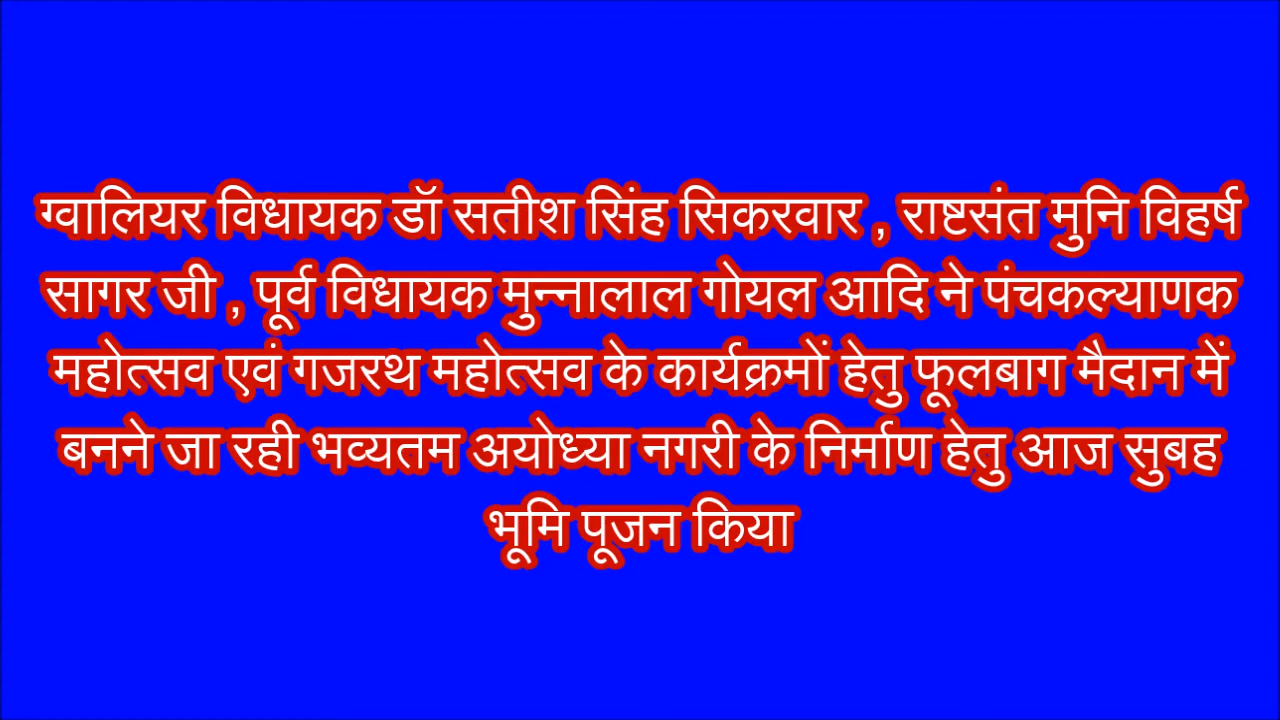 ग्वालियर विधायक डॉ सतीश सिंह सिकरवार , राष्टसंत मुनि विहर्ष
सागर जी , पूर्व विधायक मुन्नालाल गोयल आदि ने पंचकल्याणक
महोत्सव एवं गजरथ महोत्सव के कार्यक्रमों हेतु फूलबाग मैदान में
बनने जा रही भव्यतम अयोध्या नगरी के निर्माण हेतु आज सुबह
भूमि पूजन किया